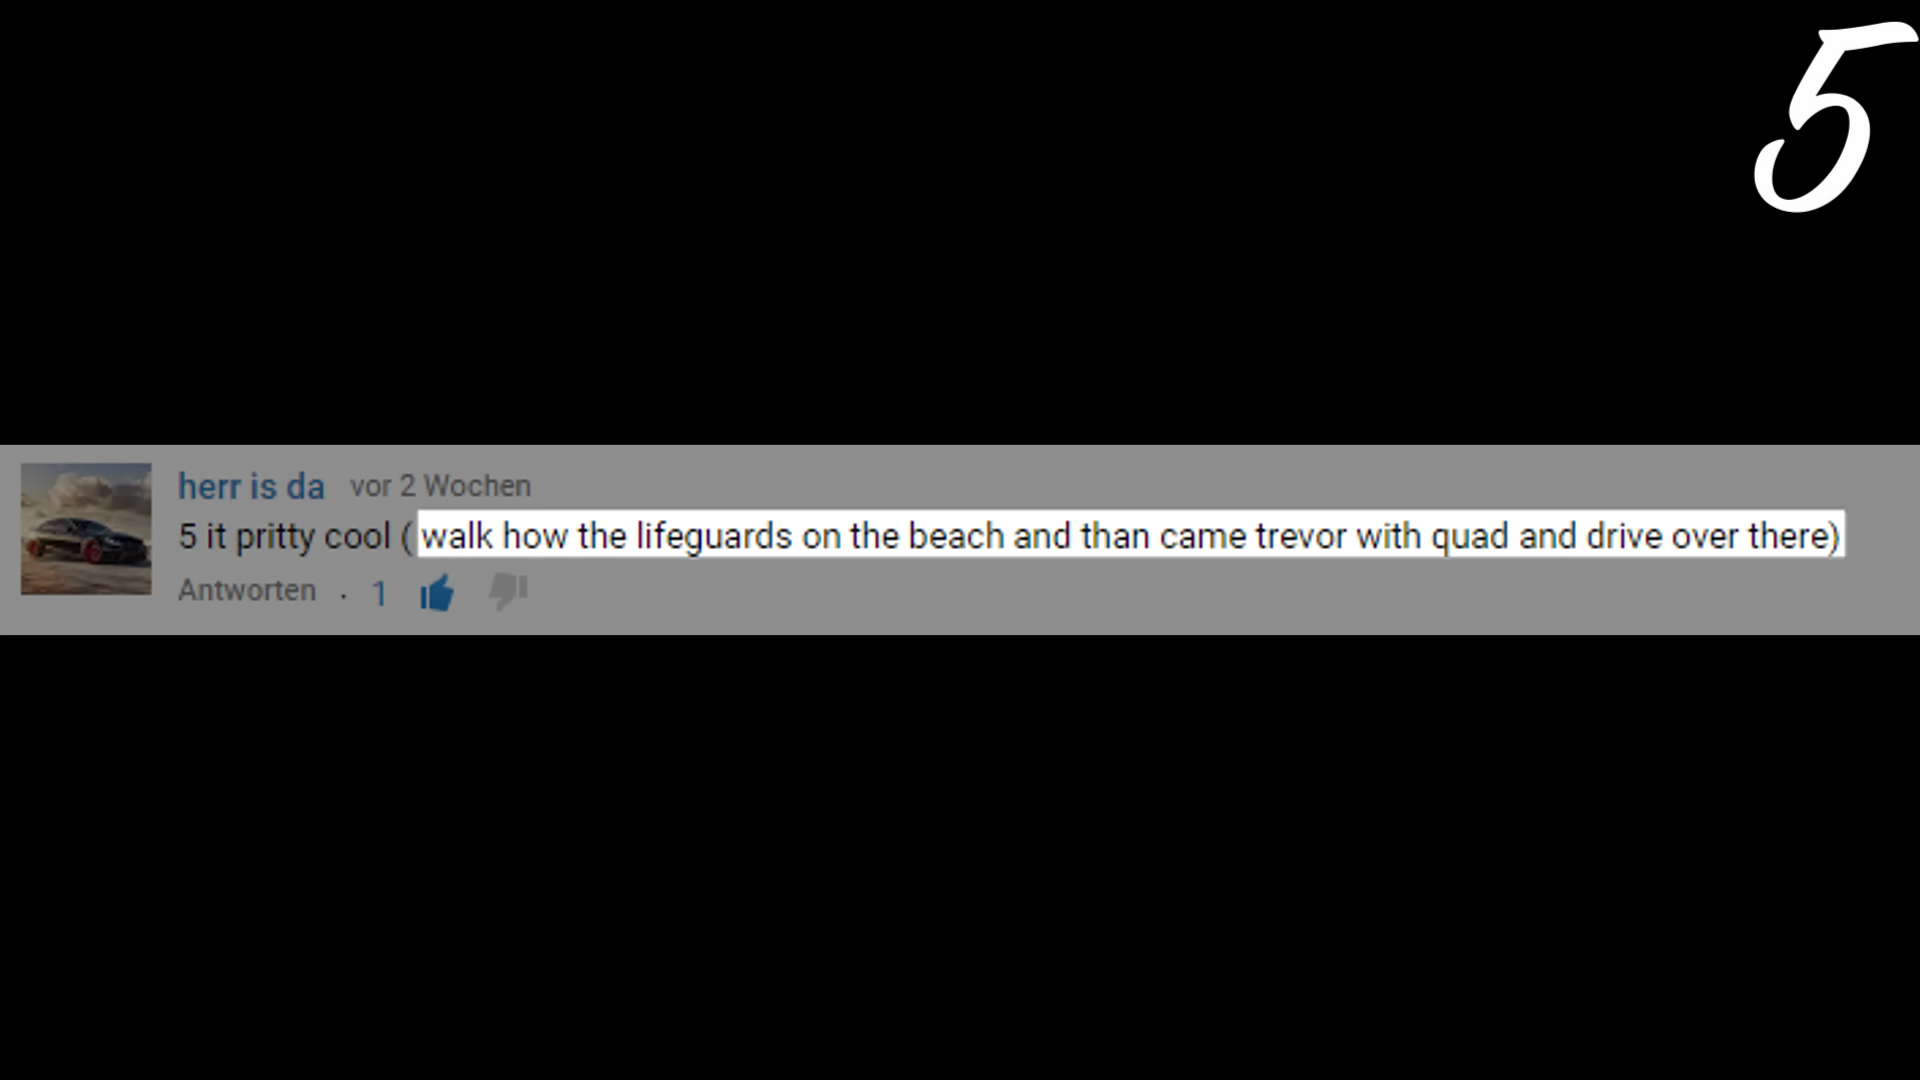 5
herr is da vor 2 Wochen
5 it pritty cool ( walk how the lifeguards on the beach and than came trevor with quad and drive over there)
Antworten · 1